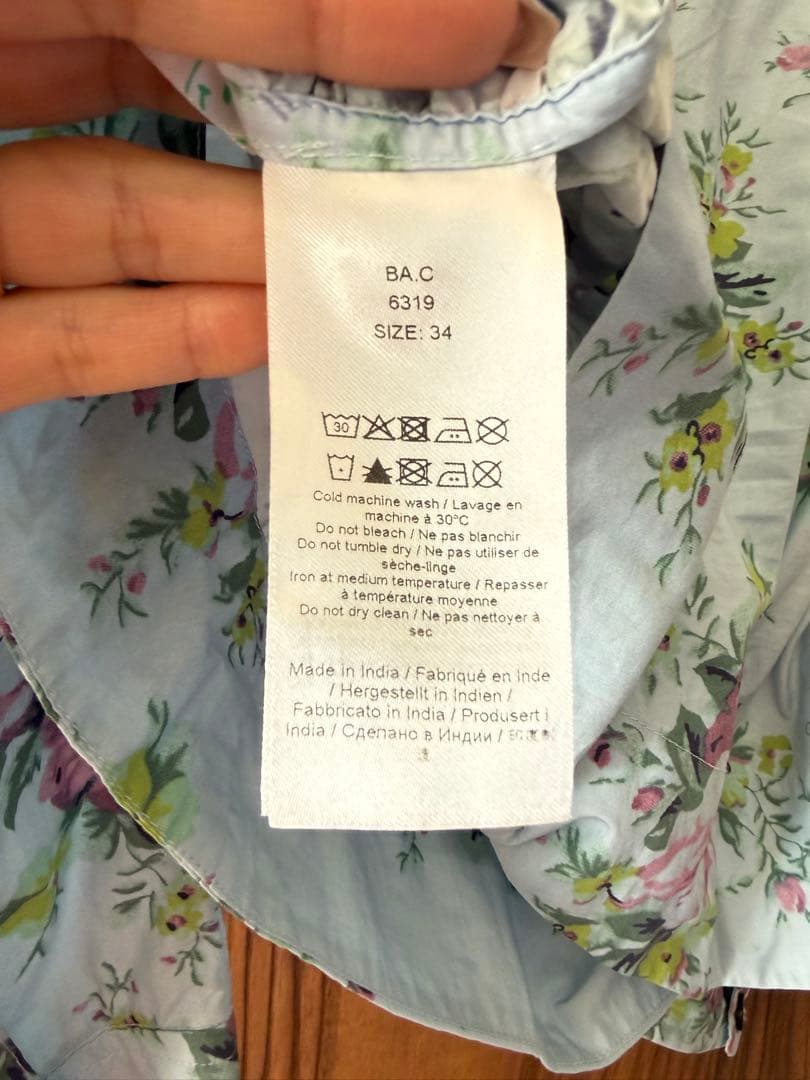 BA.C
6319
SIZE: 34
30
Cold machine wash / Lavage en
machine à 30°C
Do not bleach / Ne pas blanchir
Do not tumble dry / Ne pas utiliser de
sèche-linge
Iron at medium temperature / Repasser
à température moyenne
Do not dry clean / Ne pas nettoyer à
sec
Made in India / Fabriqué en Inde
/ Hergestellt in Indien /
Fabbricato in India / Produsert i
India / Сделано в Индии /